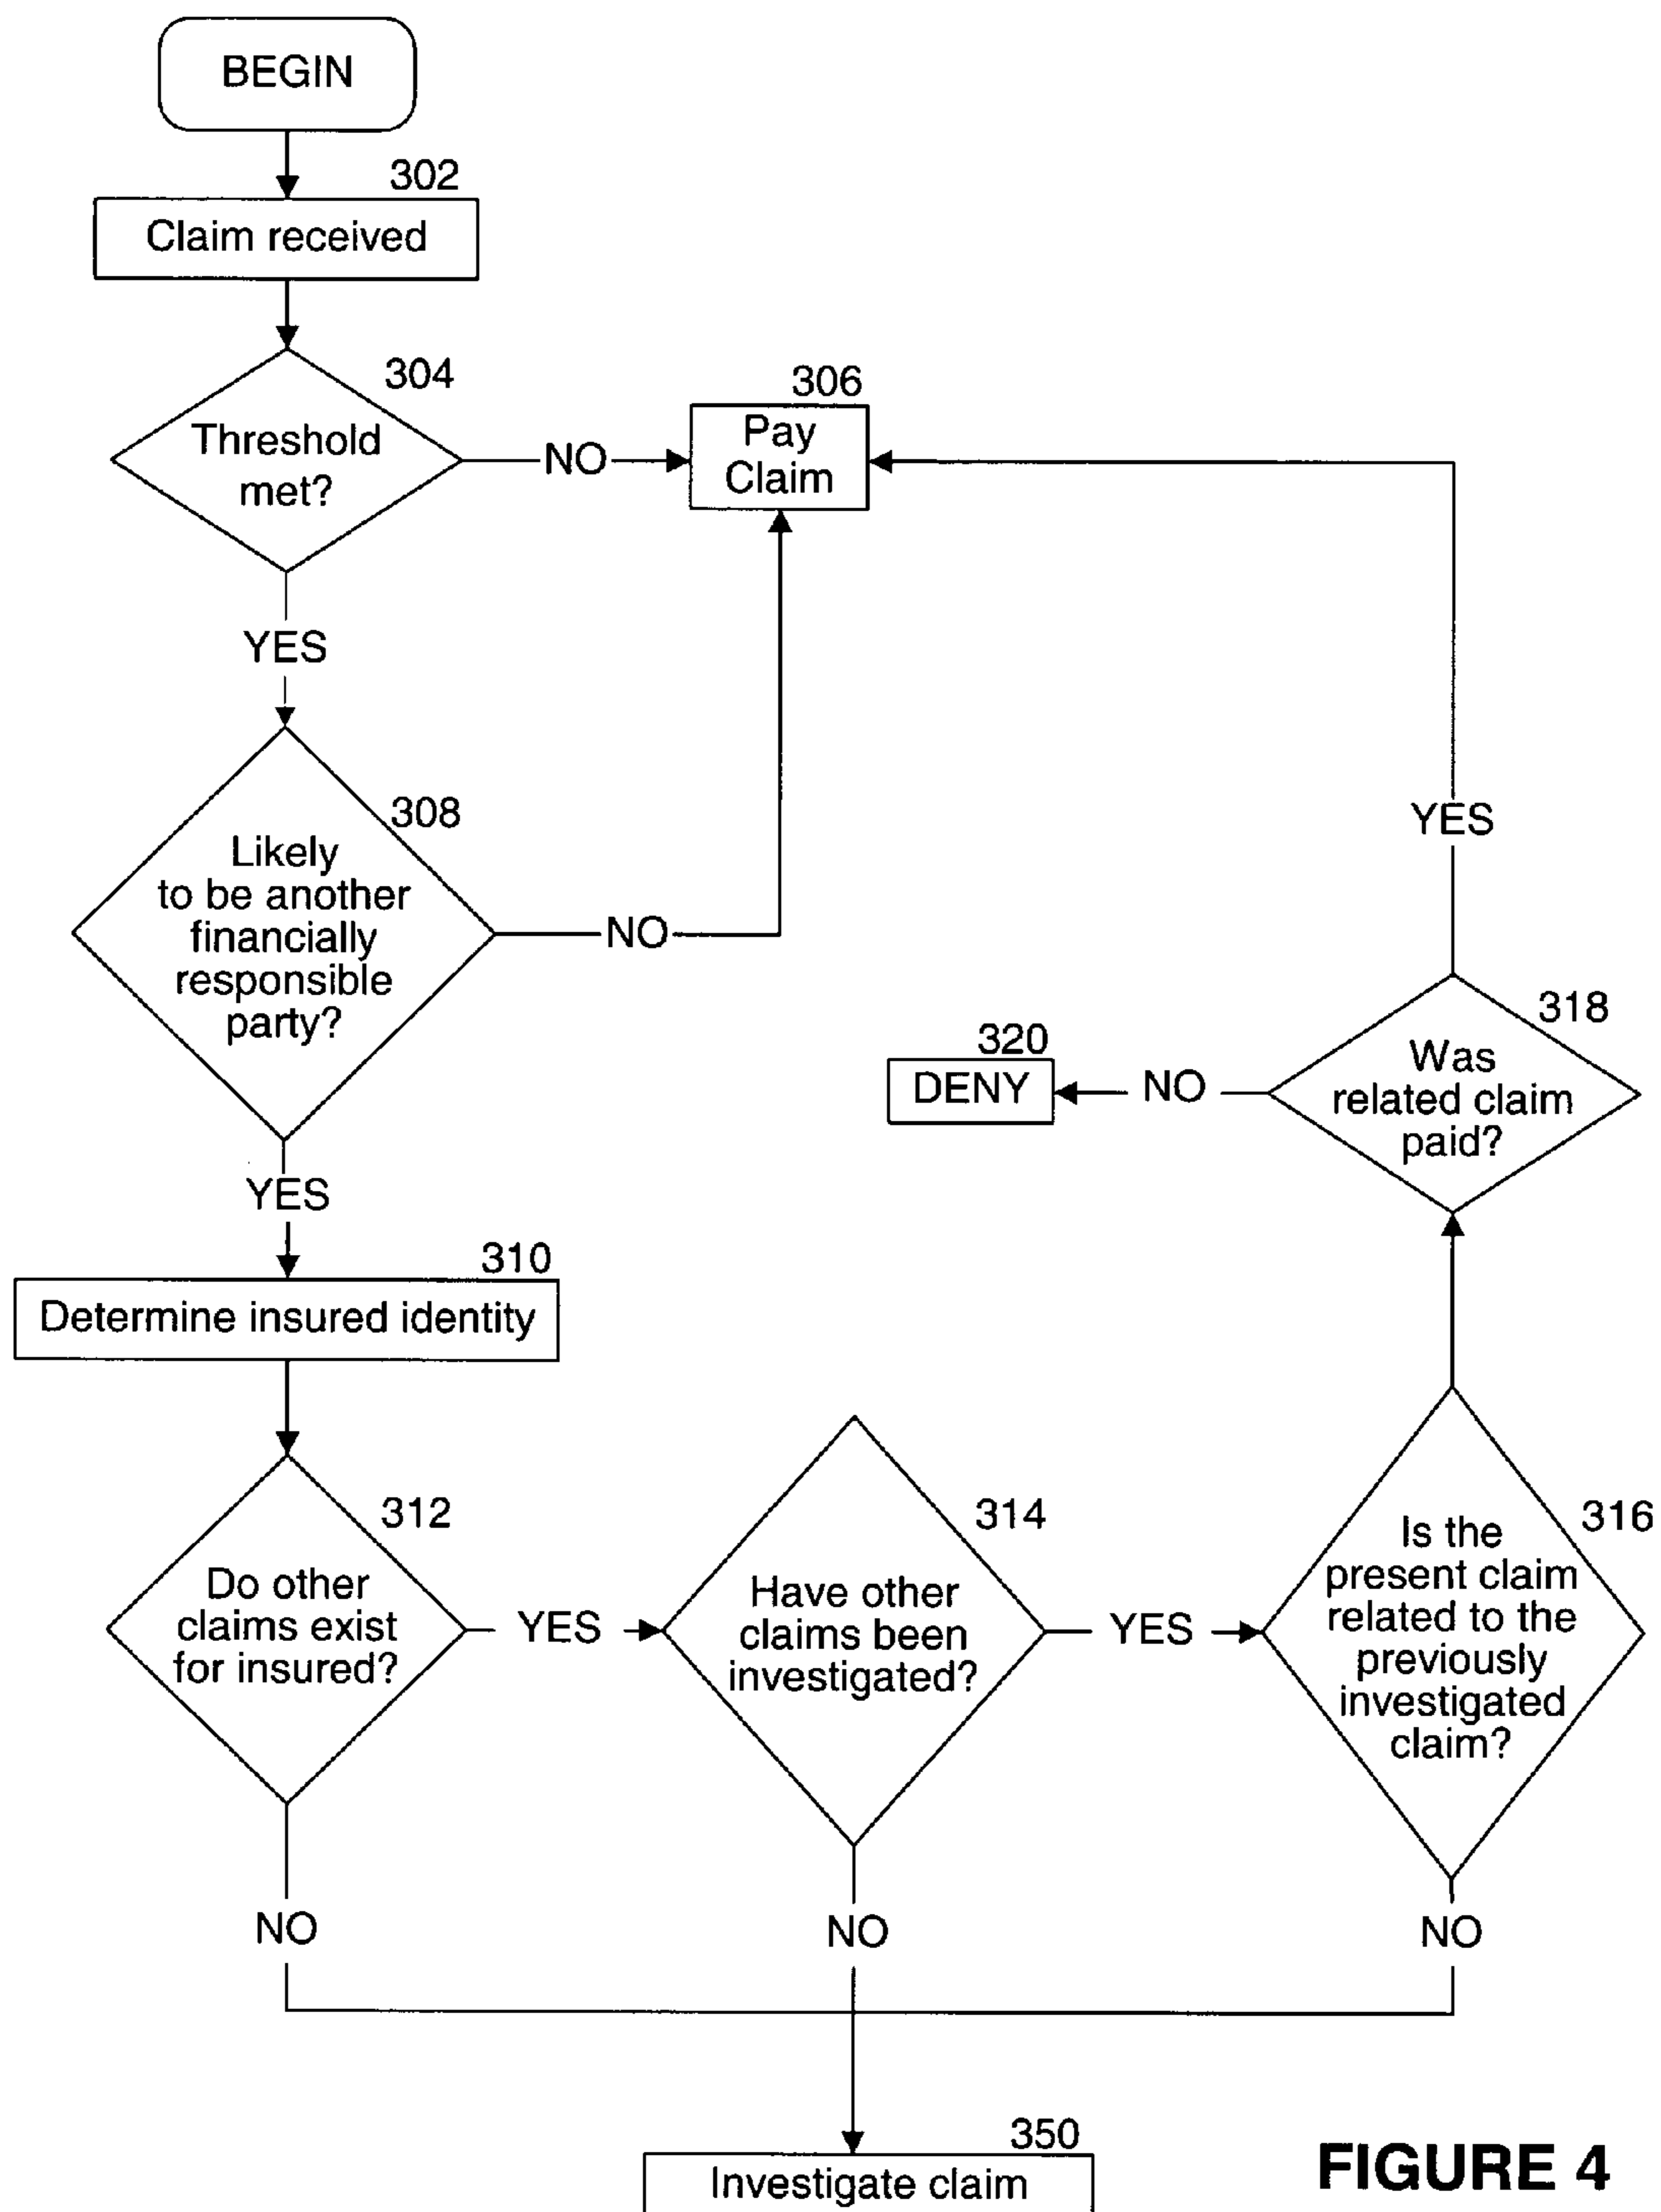 BEGIN
302
Claim received
304
Threshold
met?
NO
306
Pay
Claim
YES
308
Likely
to be another
financially
responsible
party?
NO
YES
318
Was
related claim
paid?
NO
320
DENY
YES
310
Determine insured identity
312
Do other
claims exist
for insured?
YES
314
Have other
claims been
investigated?
YES
316
Is the
present claim
related to the
previously
investigated
claim?
NO
NO
NO
350
Investigate claim
FIGURE 4